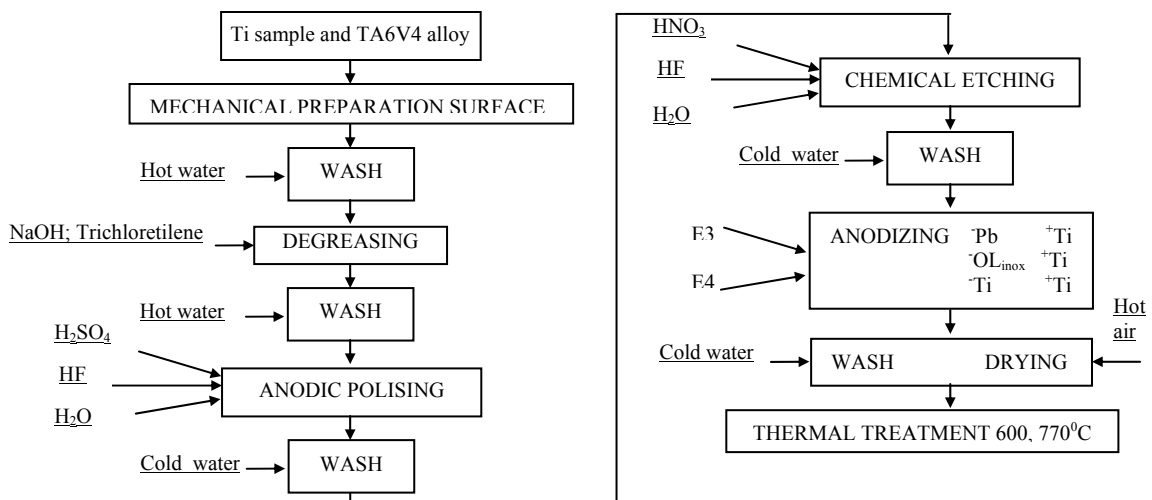 Ti sample and TA6V4 alloy
MECHANICAL PREPARATION SURFACE
Hot water
WASH
NaOH; Trichloretilene
DEGREASING
Hot water
WASH
H₂SO₄
HF
H₂O
ANODIC POLISING
Cold water
WASH
HNO₃
HF
H₂O
CHEMICAL ETCHING
Cold water
WASH
E3
E4
ANODIZING ⁻Pb ⁺Ti
⁻OLinox ⁺Ti
⁻Ti ⁺Ti
Hot
air
Cold water
WASH DRYING
THERMAL TREATMENT 600, 770⁰C